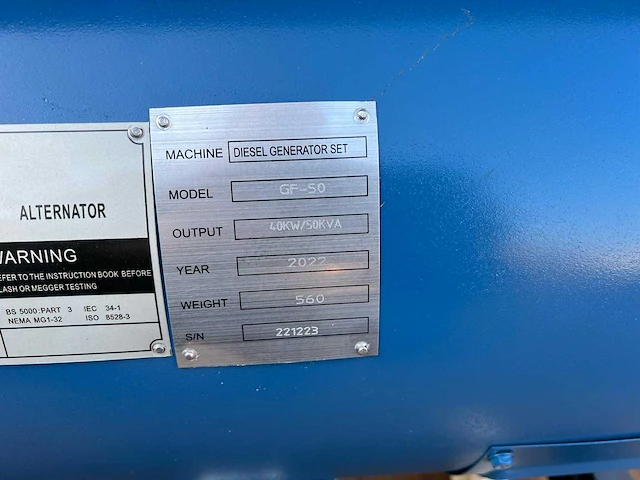 ALTERNATOR
WARNING
REFER TO THE INSTRUCTION BOOK BEFORE
FLASH OR MEGGER TESTING
BS 5000:PART 3 IEC 34-1
NEMA MG1-32 ISO 8528-3
MACHINE DIESEL GENERATOR SET
MODEL GF-50
OUTPUT 40KW/50KVA
YEAR 2022
WEIGHT 560
S/N 221223